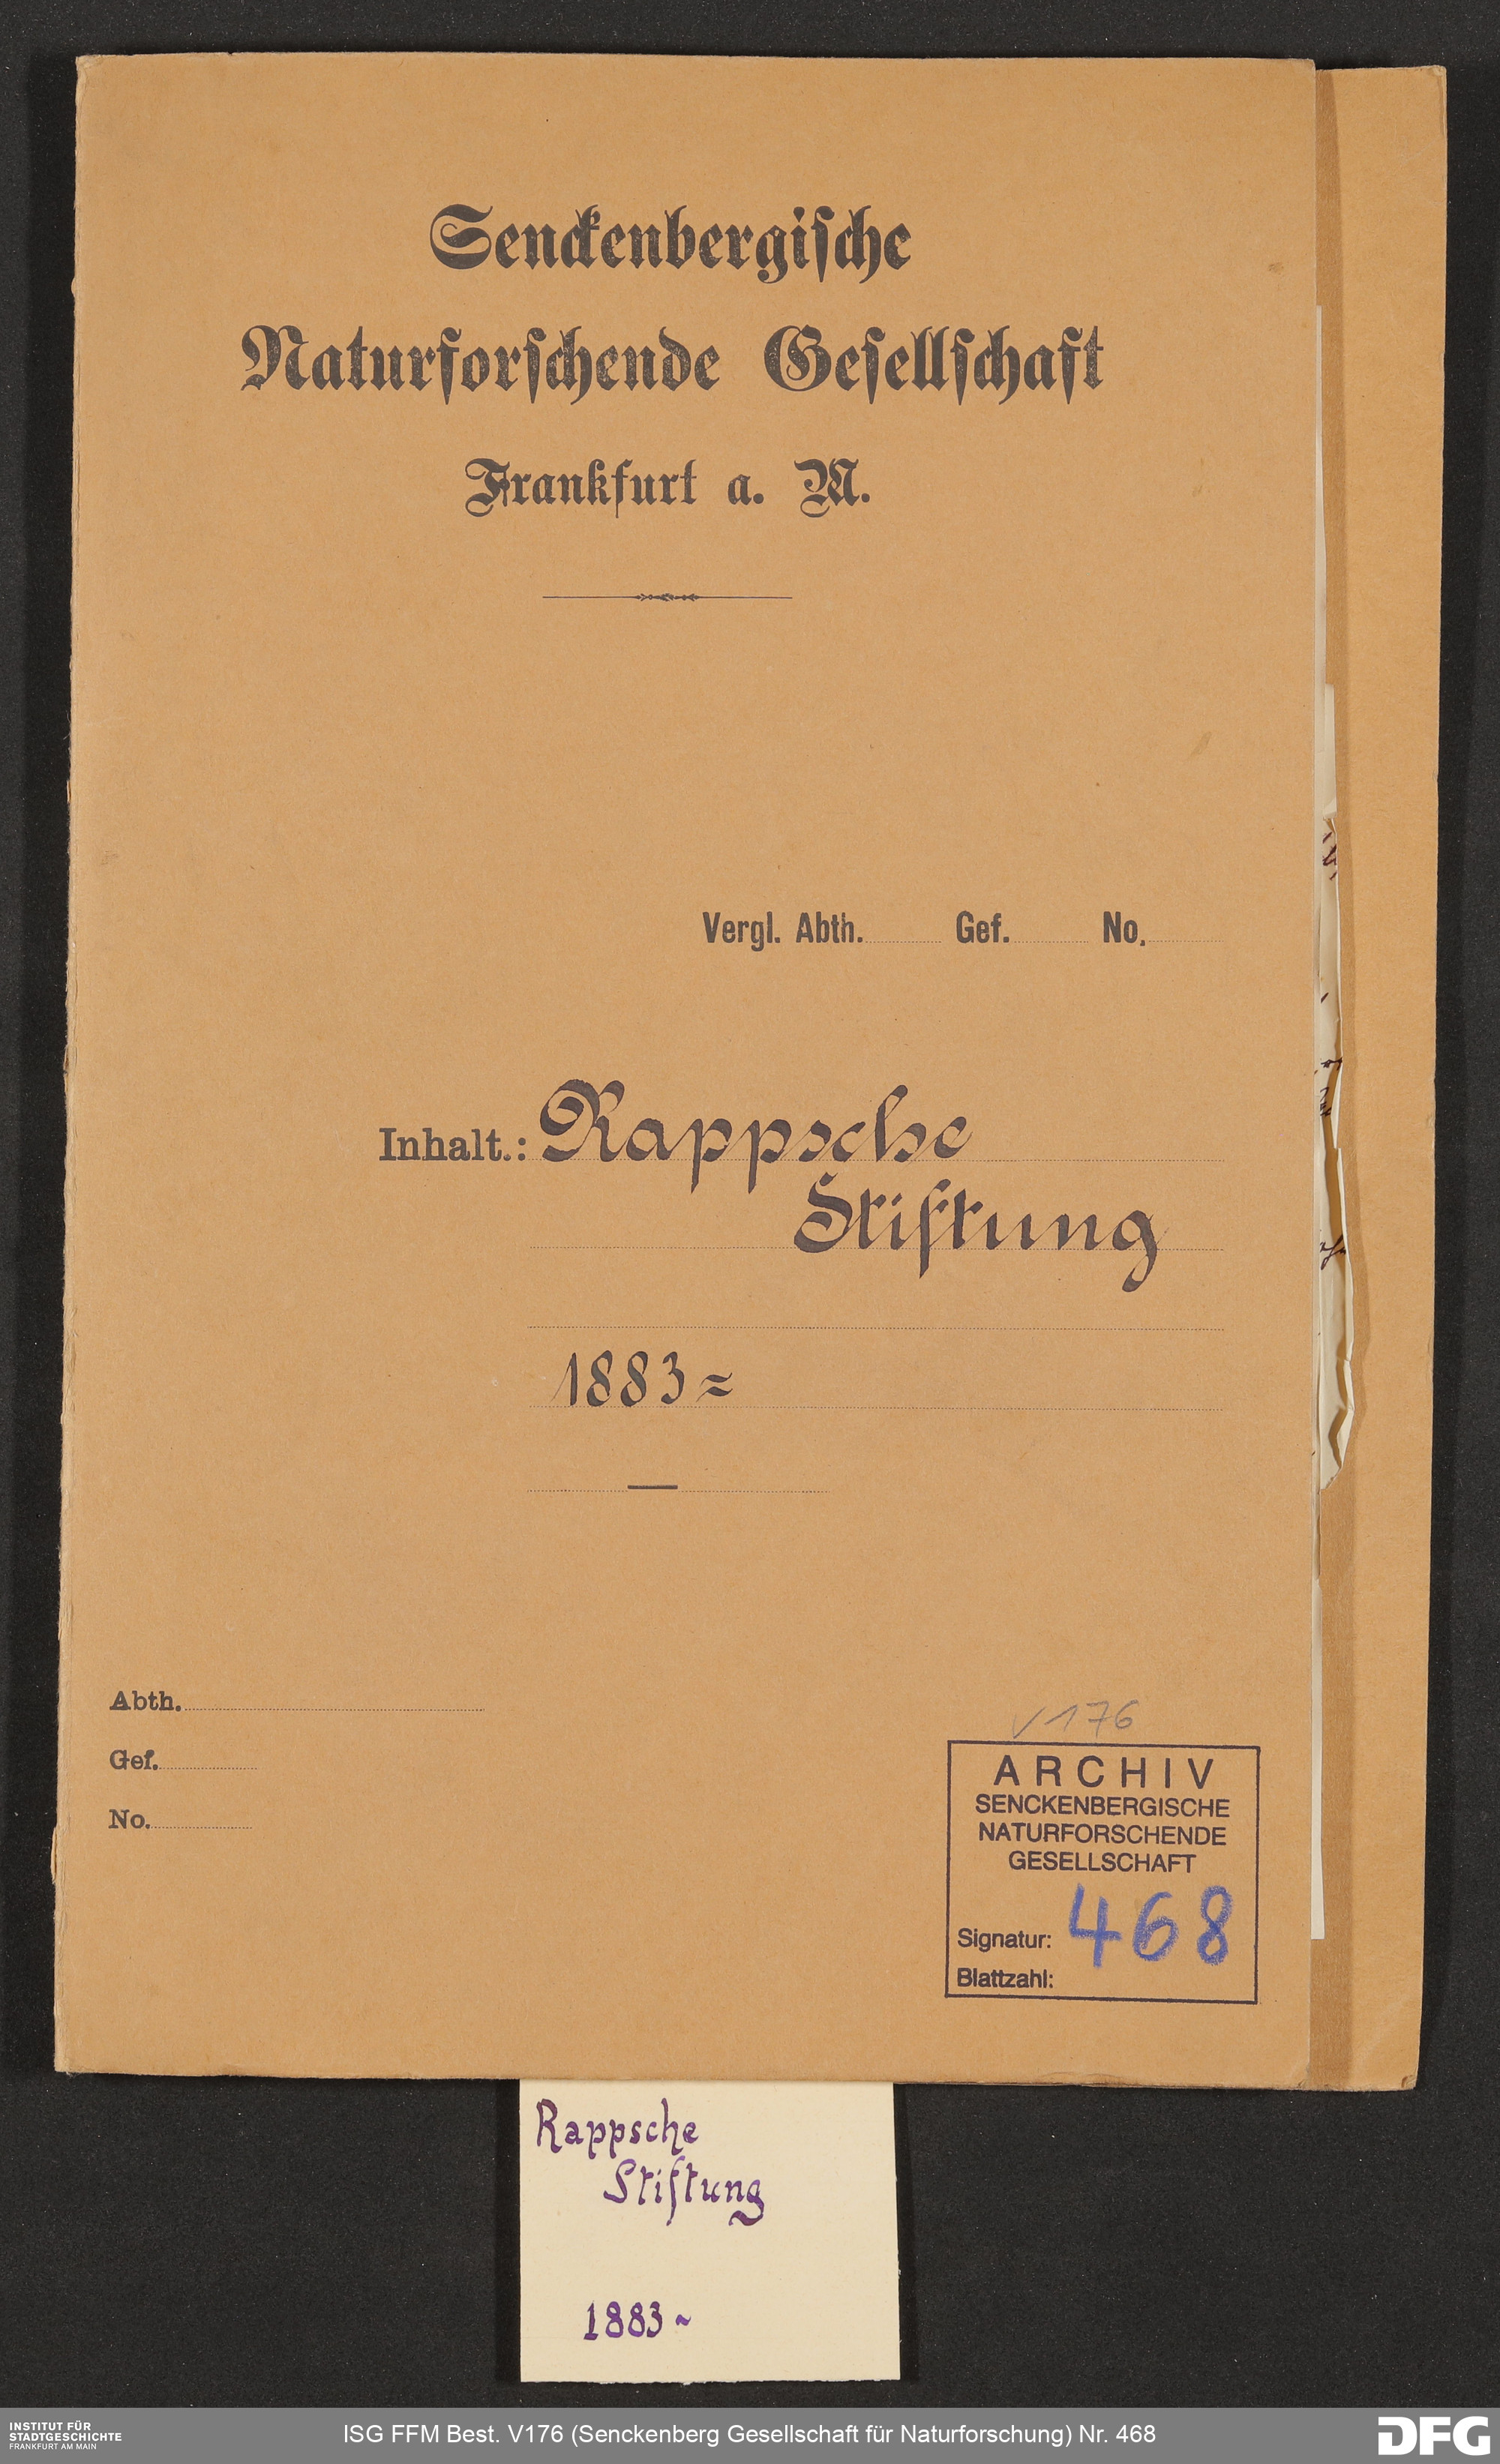 Senckenbergische
Naturforschende Gesellschaft
Frankfurt a. M.
Vergl. Abth. Gef. No.
Inhalt.: Rappsche
Stiftung
1883=
—
Abth.
Gef.
No.
V 176
ARCHIV
SENCKENBERGISCHE
NATURFORSCHENDE
GESELLSCHAFT
Signatur: 468
Blattzahl:
Rappsche
Stiftung
1883-
INSTITUT FÜR
STADTGESCHICHTE
FRANKFURT AM MAIN
ISG FFM Best. V176 (Senckenberg Gesellschaft für Naturforschung) Nr. 468
DFG